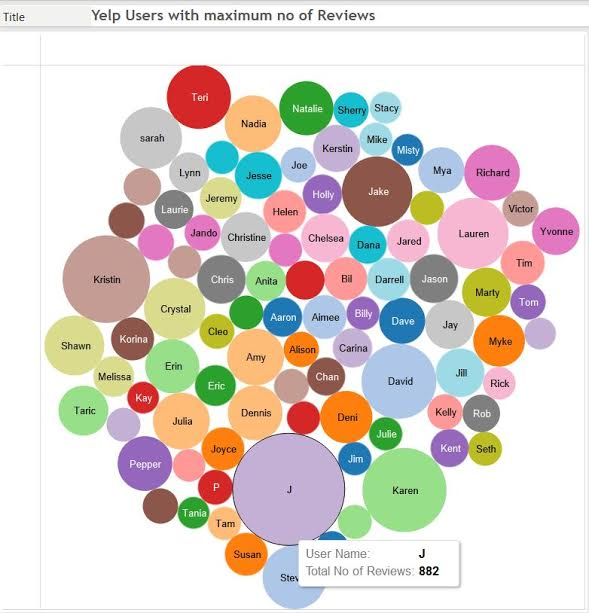 Title
Yelp Users with maximum no of Reviews
Teri
Natalie
Sherry
Stacy
Nadia
sarah
Kerstin
Mike
Misty
Lynn
Jesse
Joe
Mya
Richard
Jake
Holly
Jeremy
Laurie
Helen
Victor
Jando
Christine
Chelsea
Dana
Jared
Lauren
Yvonne
Tim
Kristin
Chris
Anita
Bil
Darrell
Jason
Marty
Tom
Crystal
Aaron
Aimee
Billy
Dave
Jay
Cleo
Korina
Shawn
Alison
Carina
Myke
Amy
Erin
Melissa
Eric
Chan
David
Jill
Rick
Kay
Taric
Julia
Dennis
Deni
Kelly
Rob
Julie
Joyce
Kent
Seth
Pepper
Jim
P
J
Karen
Tania
Tam
Susan
User Name: J
Total No of Reviews: 882